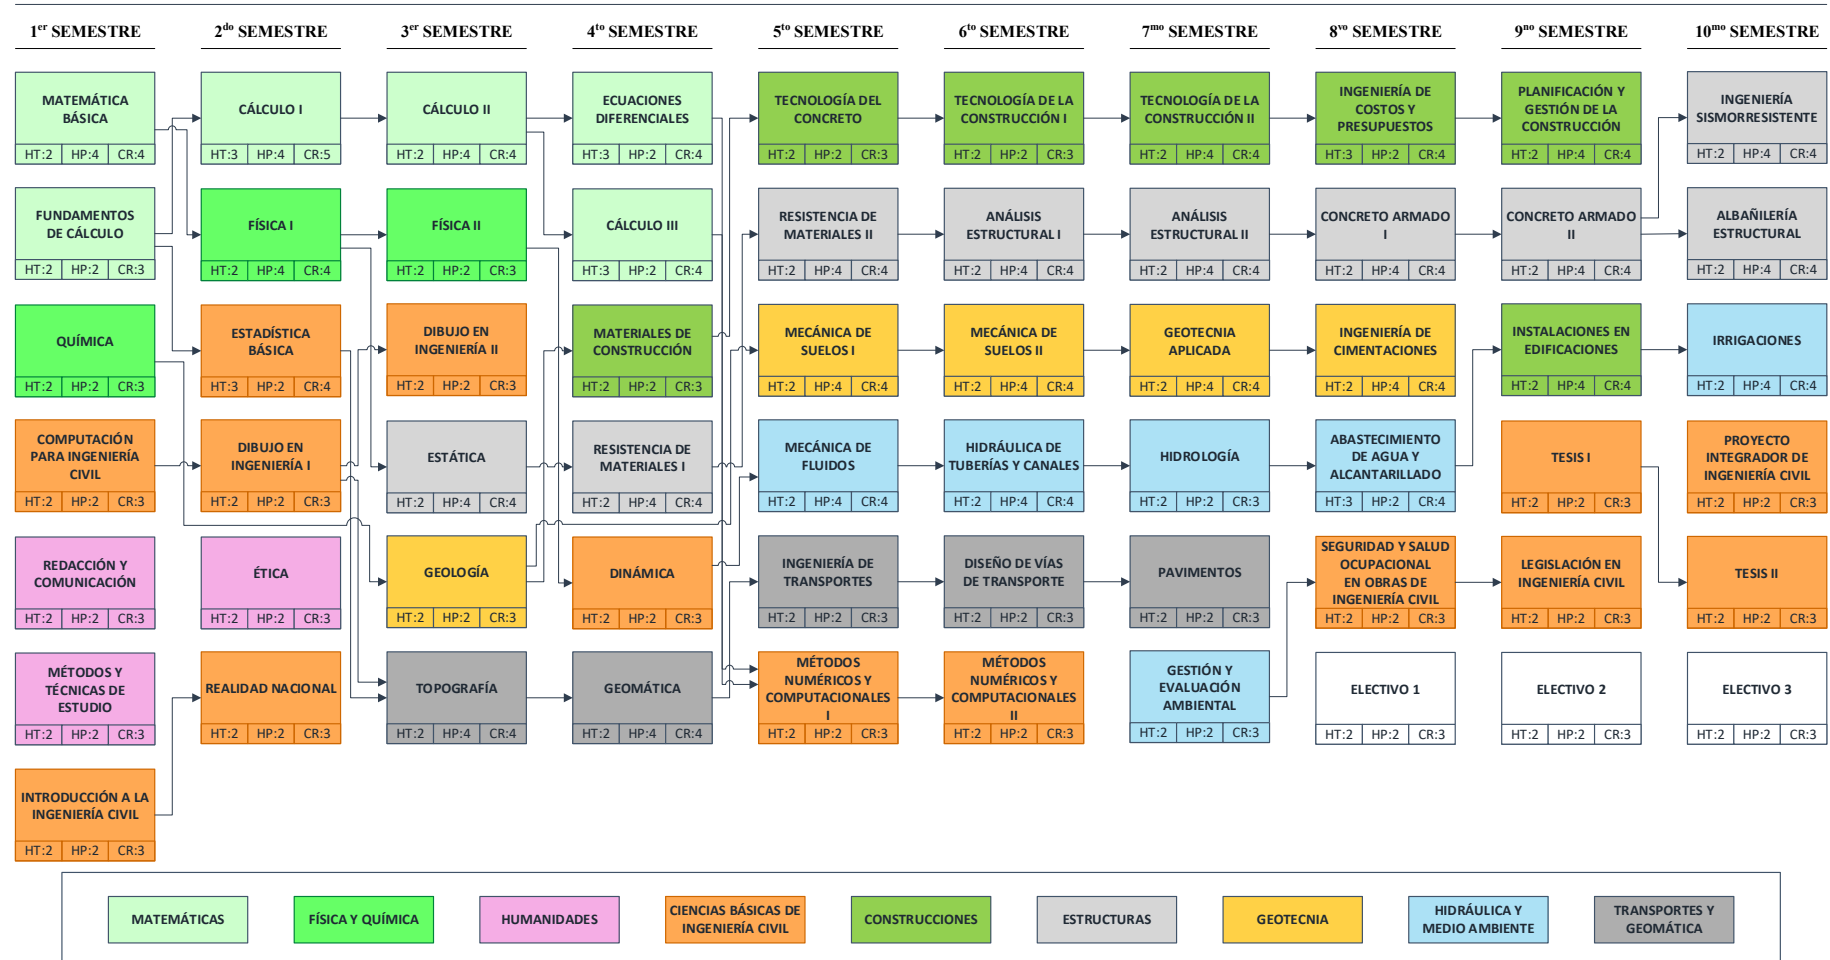 1er SEMESTRE
2do SEMESTRE
3er SEMESTRE
4to SEMESTRE
5to SEMESTRE
6to SEMESTRE
7mo SEMESTRE
8vo SEMESTRE
9no SEMESTRE
10mo SEMESTRE
MATEMÁTICA
BÁSICA
HT:2 HP:4 CR:4
CÁLCULO I
HT:3 HP:4 CR:5
CÁLCULO II
HT:2 HP:4 CR:4
ECUACIONES
DIFERENCIALES
HT:3 HP:2 CR:4
TECNOLOGÍA DEL
CONCRETO
HT:2 HP:2 CR:3
TECNOLOGÍA DE LA
CONSTRUCCIÓN I
HT:2 HP:2 CR:3
TECNOLOGÍA DE LA
CONSTRUCCIÓN II
HT:2 HP:4 CR:4
INGENIERÍA DE
COSTOS Y
PRESUPUESTOS
HT:3 HP:2 CR:4
PLANIFICACIÓN Y
GESTIÓN DE LA
CONSTRUCCIÓN
HT:2 HP:4 CR:4
INGENIERÍA
SISMORRESISTENTE
HT:2 HP:4 CR:4
FUNDAMENTOS
DE CÁLCULO
HT:2 HP:2 CR:3
FÍSICA I
HT:2 HP:4 CR:4
FÍSICA II
HT:2 HP:2 CR:3
CÁLCULO III
HT:3 HP:2 CR:4
RESISTENCIA DE
MATERIALES II
HT:2 HP:4 CR:4
ANÁLISIS
ESTRUCTURAL I
HT:2 HP:4 CR:4
ANÁLISIS
ESTRUCTURAL II
HT:2 HP:4 CR:4
CONCRETO ARMADO
I
HT:2 HP:4 CR:4
CONCRETO ARMADO
II
HT:2 HP:4 CR:4
ALBAÑILERÍA
ESTRUCTURAL
HT:2 HP:4 CR:4
QUÍMICA
HT:2 HP:2 CR:3
ESTADÍSTICA
BÁSICA
HT:3 HP:2 CR:4
DIBUJO EN
INGENIERÍA II
HT:2 HP:2 CR:3
MATERIALES DE
CONSTRUCCIÓN
HT:2 HP:2 CR:3
MECÁNICA DE
SUELOS I
HT:2 HP:4 CR:4
MECÁNICA DE
SUELOS II
HT:2 HP:4 CR:4
GEOTECNIA
APLICADA
HT:2 HP:4 CR:4
INGENIERÍA DE
CIMENTACIONES
HT:2 HP:4 CR:4
INSTALACIONES EN
EDIFICACIONES
HT:2 HP:4 CR:4
IRRIGACIONES
HT:2 HP:4 CR:4
COMPUTACIÓN
PARA INGENIERÍA
CIVIL
HT:2 HP:2 CR:3
DIBUJO EN
INGENIERÍA I
HT:2 HP:2 CR:3
ESTÁTICA
HT:2 HP:4 CR:4
RESISTENCIA DE
MATERIALES I
HT:2 HP:4 CR:4
MECÁNICA DE
FLUIDOS
HT:2 HP:4 CR:4
HIDRÁULICA DE
TUBERÍAS Y CANALES
HT:2 HP:4 CR:4
HIDROLOGÍA
HT:2 HP:2 CR:3
ABASTECIMIENTO
DE AGUA Y
ALCANTARILLADO
HT:3 HP:2 CR:4
TESIS I
HT:2 HP:2 CR:3
PROYECTO
INTEGRADOR DE
INGENIERÍA CIVIL
HT:2 HP:2 CR:3
REDACCIÓN Y
COMUNICACIÓN
HT:2 HP:2 CR:3
ÉTICA
HT:2 HP:2 CR:3
GEOLOGÍA
HT:2 HP:2 CR:3
DINÁMICA
HT:2 HP:2 CR:3
INGENIERÍA DE
TRANSPORTES
HT:2 HP:2 CR:3
DISEÑO DE VÍAS
DE TRANSPORTE
HT:2 HP:2 CR:3
PAVIMENTOS
HT:2 HP:2 CR:3
SEGURIDAD Y SALUD
OCUPACIONAL
EN OBRAS DE
INGENIERÍA CIVIL
HT:2 HP:2 CR:3
LEGISLACIÓN EN
INGENIERÍA CIVIL
HT:2 HP:2 CR:3
TESIS II
HT:2 HP:2 CR:3
MÉTODOS Y
TÉCNICAS DE
ESTUDIO
HT:2 HP:2 CR:3
REALIDAD NACIONAL
HT:2 HP:2 CR:3
TOPOGRAFÍA
HT:2 HP:4 CR:4
GEOMÁTICA
HT:2 HP:4 CR:4
MÉTODOS
NUMÉRICOS Y
COMPUTACIONALES
I
HT:2 HP:2 CR:3
MÉTODOS
NUMÉRICOS Y
COMPUTACIONALES
II
HT:2 HP:2 CR:3
GESTIÓN Y
EVALUACIÓN
AMBIENTAL
HT:2 HP:2 CR:3
ELECTIVO 1
HT:2 HP:2 CR:3
ELECTIVO 2
HT:2 HP:2 CR:3
ELECTIVO 3
HT:2 HP:2 CR:3
INTRODUCCIÓN A LA
INGENIERÍA CIVIL
HT:2 HP:2 CR:3
MATEMÁTICAS
FÍSICA Y QUÍMICA
HUMANIDADES
CIENCIAS BÁSICAS DE
INGENIERÍA CIVIL
CONSTRUCCIONES
ESTRUCTURAS
GEOTECNIA
HIDRÁULICA Y
MEDIO AMBIENTE
TRANSPORTES Y
GEOMÁTICA